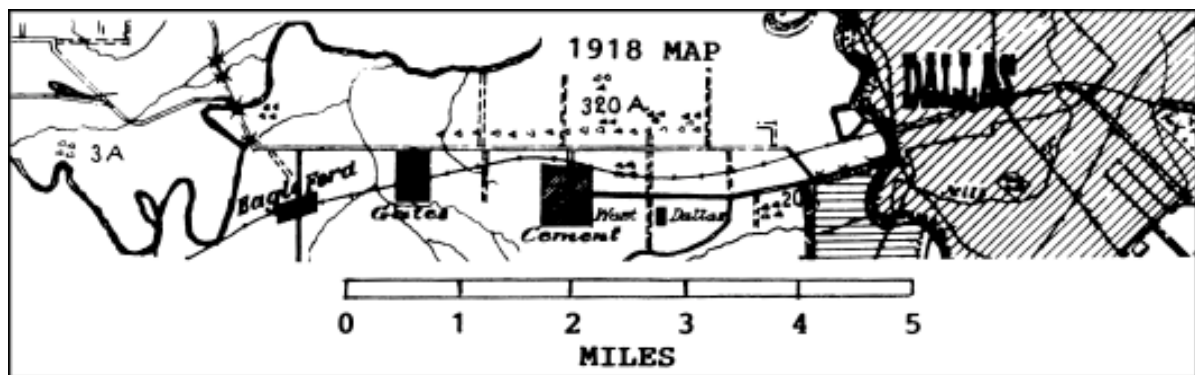 1918 MAP
DALLAS
320 A
3A
Eagle Ford
Gates
Cement
West Dallas
20
Mills
0 1 2 3 4 5
MILES